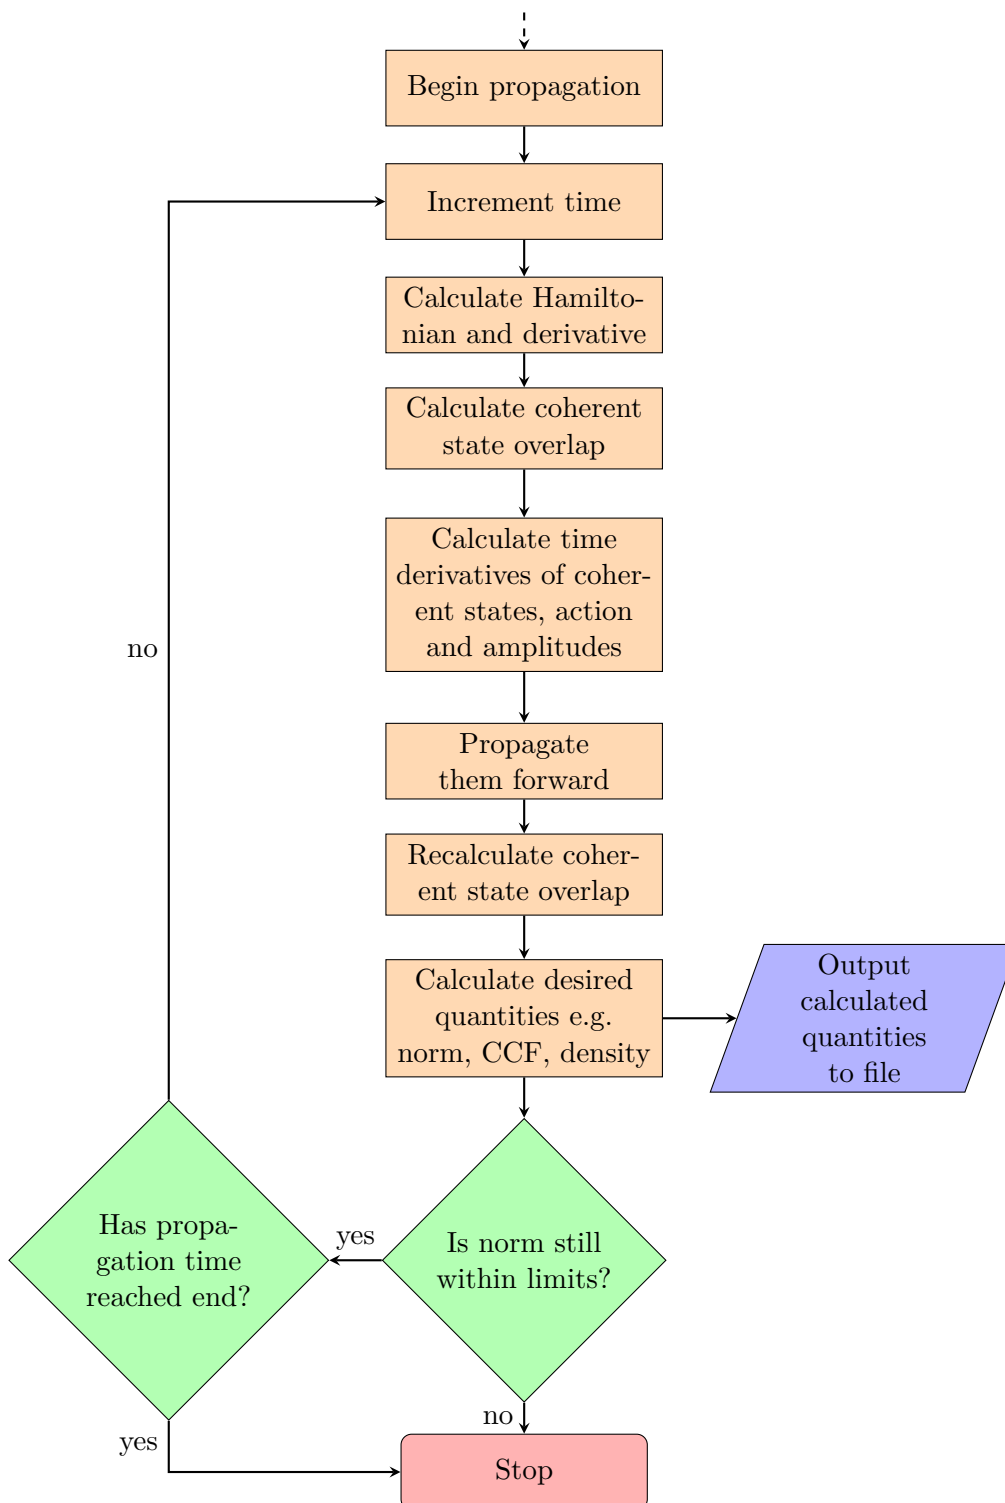 Begin propagation
Increment time
Calculate Hamilto-
nian and derivative
Calculate coherent
state overlap
Calculate time
derivatives of coher-
ent states, action
and amplitudes
no
Propagate
them forward
Recalculate coher-
ent state overlap
Calculate desired
quantities e.g.
norm, CCF, density
Output
calculated
quantities
to file
Has propa-
gation time
reached end?
yes
Is norm still
within limits?
no
yes
Stop